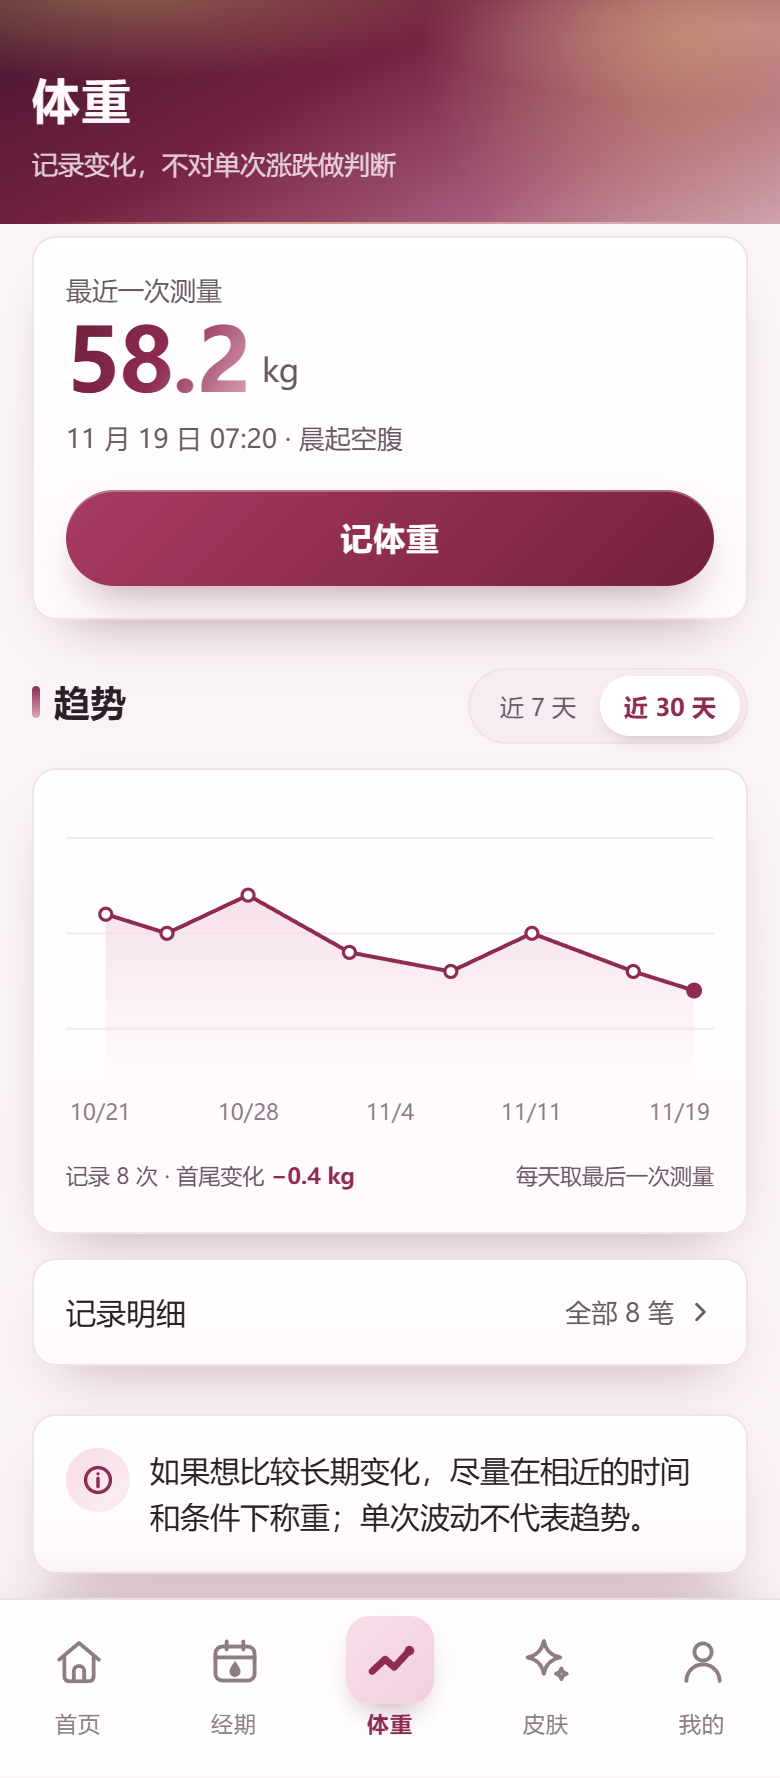 体重
记录变化，不对单次涨跌做判断
最近一次测量
58.2 kg
11 月 19 日 07:20 · 晨起空腹
记体重
趋势
近 7 天
近 30 天
10/21
10/28
11/4
11/11
11/19
记录 8 次 · 首尾变化 −0.4 kg
每天取最后一次测量
记录明细
全部 8 笔
如果想比较长期变化，尽量在相近的时间
和条件下称重；单次波动不代表趋势。
首页
经期
体重
皮肤
我的